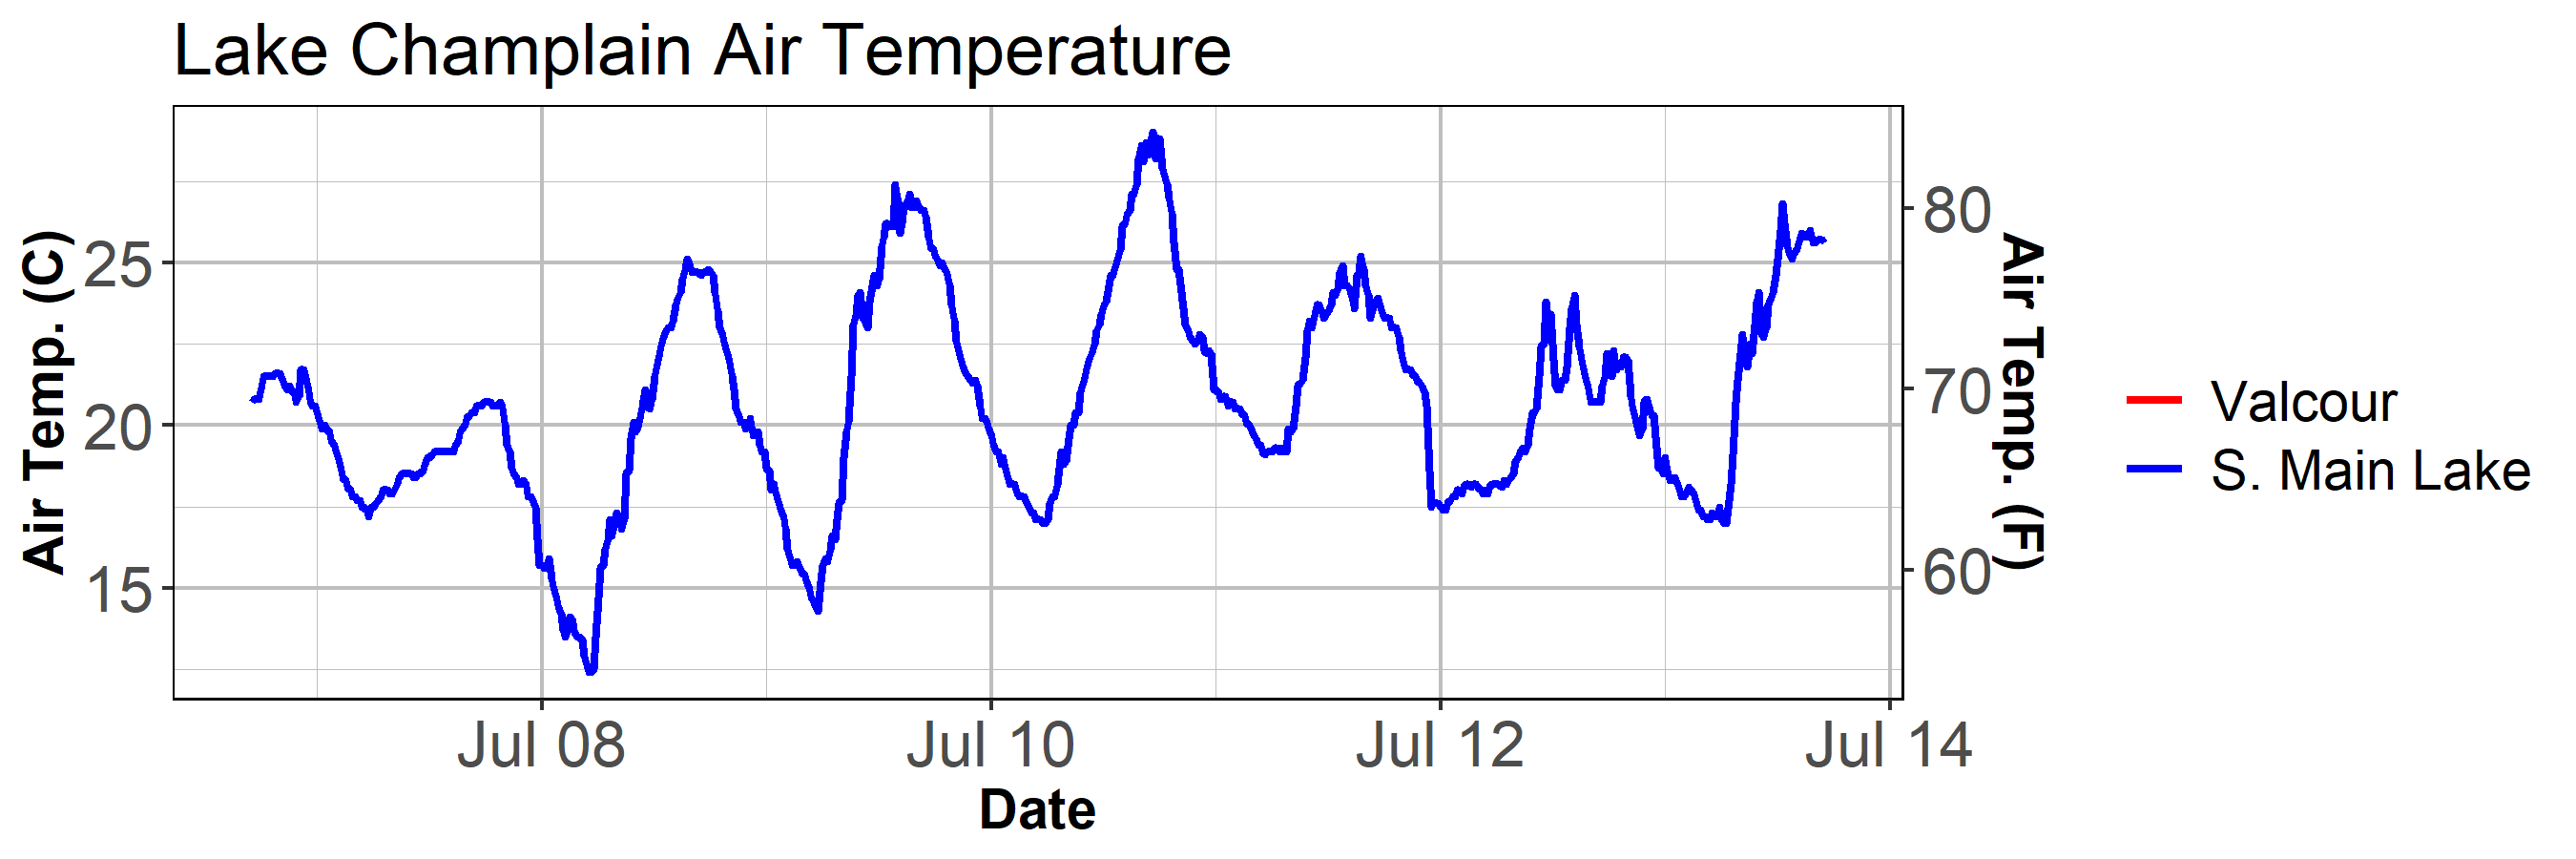 Lake Champlain Air Temperature
Air Temp. (C)
25
20
15
80
70
60
Air Temp. (F)
Jul 08
Jul 10
Jul 12
Jul 14
Date
Valcour
S. Main Lake